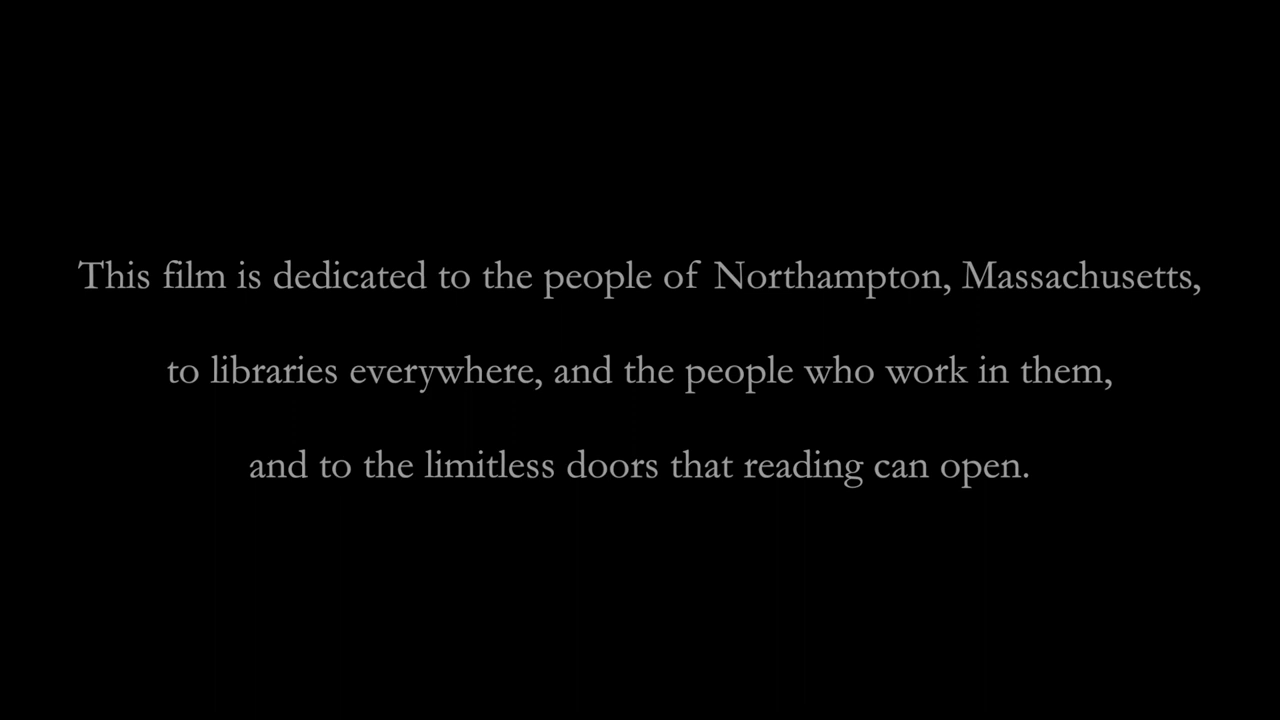 This film is dedicated to the people of Northampton, Massachusetts,
to libraries everywhere, and the people who work in them,
and to the limitless doors that reading can open.